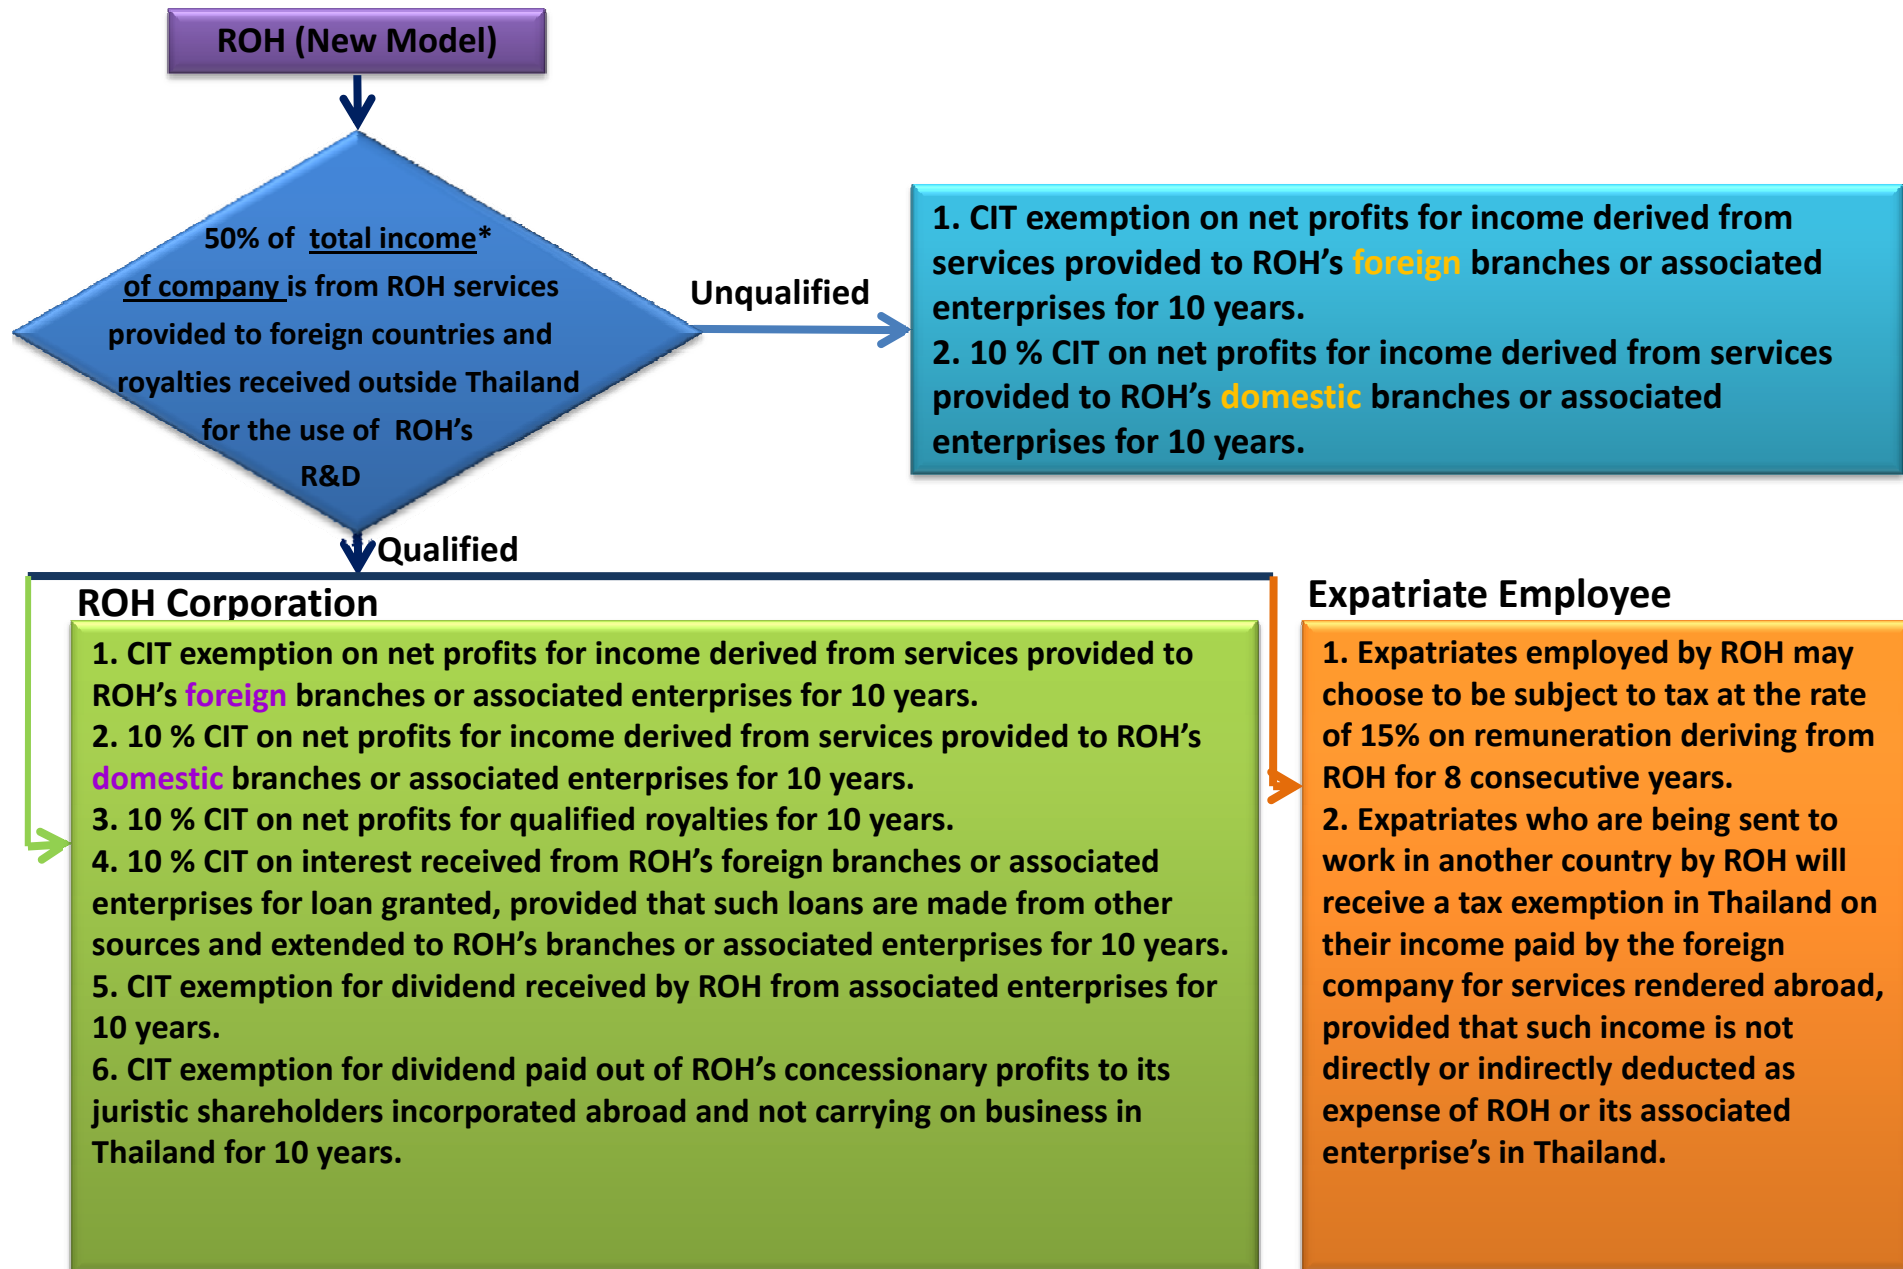 ROH (New Model)
50% of total income*
of company is from ROH services
provided to foreign countries and
royalties received outside Thailand
for the use of ROH's
R&D
Unqualified
1. CIT exemption on net profits for income derived from
services provided to ROH’s foreign branches or associated
enterprises for 10 years.
2. 10 % CIT on net profits for income derived from services
provided to ROH’s domestic branches or associated
enterprises for 10 years.
Qualified
ROH Corporation
1. CIT exemption on net profits for income derived from services provided to
ROH’s foreign branches or associated enterprises for 10 years.
2. 10 % CIT on net profits for income derived from services provided to ROH’s
domestic branches or associated enterprises for 10 years.
3. 10 % CIT on net profits for qualified royalties for 10 years.
4. 10 % CIT on interest received from ROH’s foreign branches or associated
enterprises for loan granted, provided that such loans are made from other
sources and extended to ROH’s branches or associated enterprises for 10 years.
5. CIT exemption for dividend received by ROH from associated enterprises for
10 years.
6. CIT exemption for dividend paid out of ROH’s concessionary profits to its
juristic shareholders incorporated abroad and not carrying on business in
Thailand for 10 years.
Expatriate Employee
1. Expatriates employed by ROH may
choose to be subject to tax at the rate
of 15% on remuneration deriving from
ROH for 8 consecutive years.
2. Expatriates who are being sent to
work in another country by ROH will
receive a tax exemption in Thailand on
their income paid by the foreign
company for services rendered abroad,
provided that such income is not
directly or indirectly deducted as
expense of ROH or its associated
enterprise’s in Thailand.